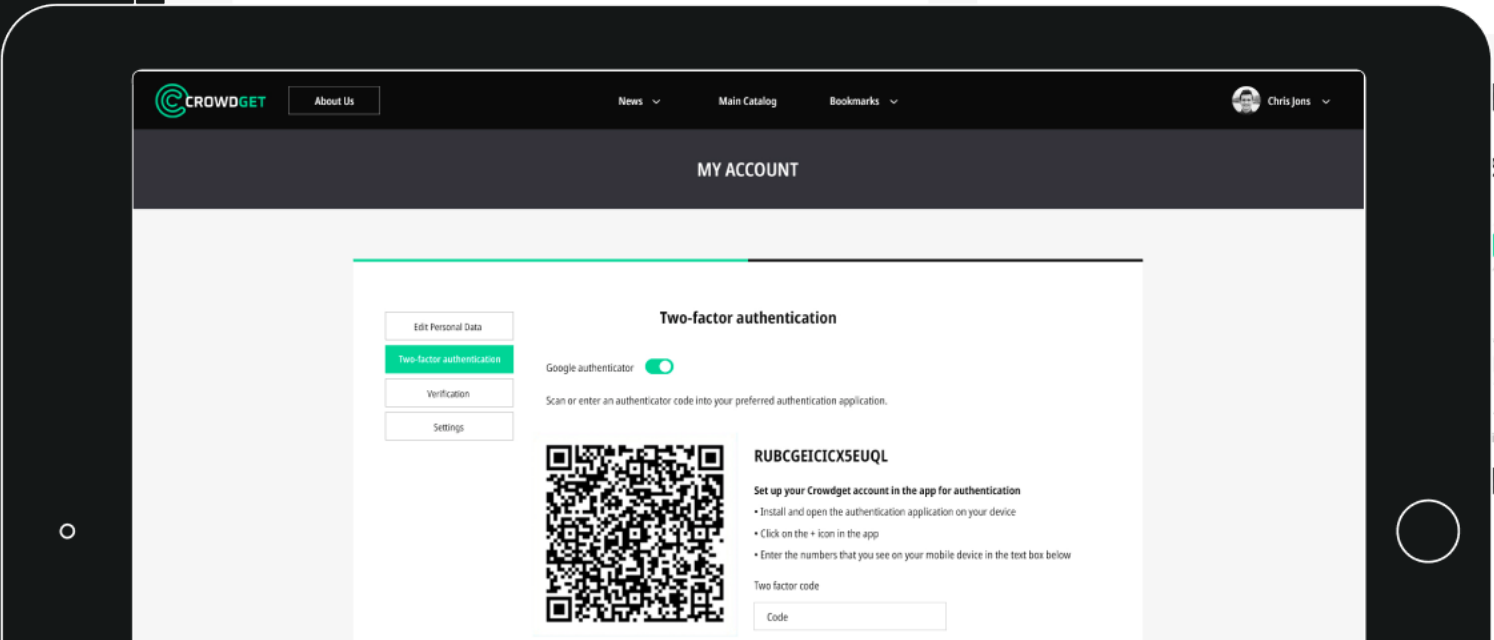 CROWDGET
About Us
News
Main Catalog
Bookmarks
Chris Jons
MY ACCOUNT
Two-factor authentication
Edit Personal Data
Two-factor authentication
Verification
Settings
Google authenticator
Scan or enter an authenticator code into your preferred authentication application.
RUBCGEICICX5EUQL
Set up your Crowdget account in the app for authentication
• Install and open the authentication application on your device
• Click on the + icon in the app
• Enter the numbers that you see on your mobile device in the text box below
Two factor code
Code